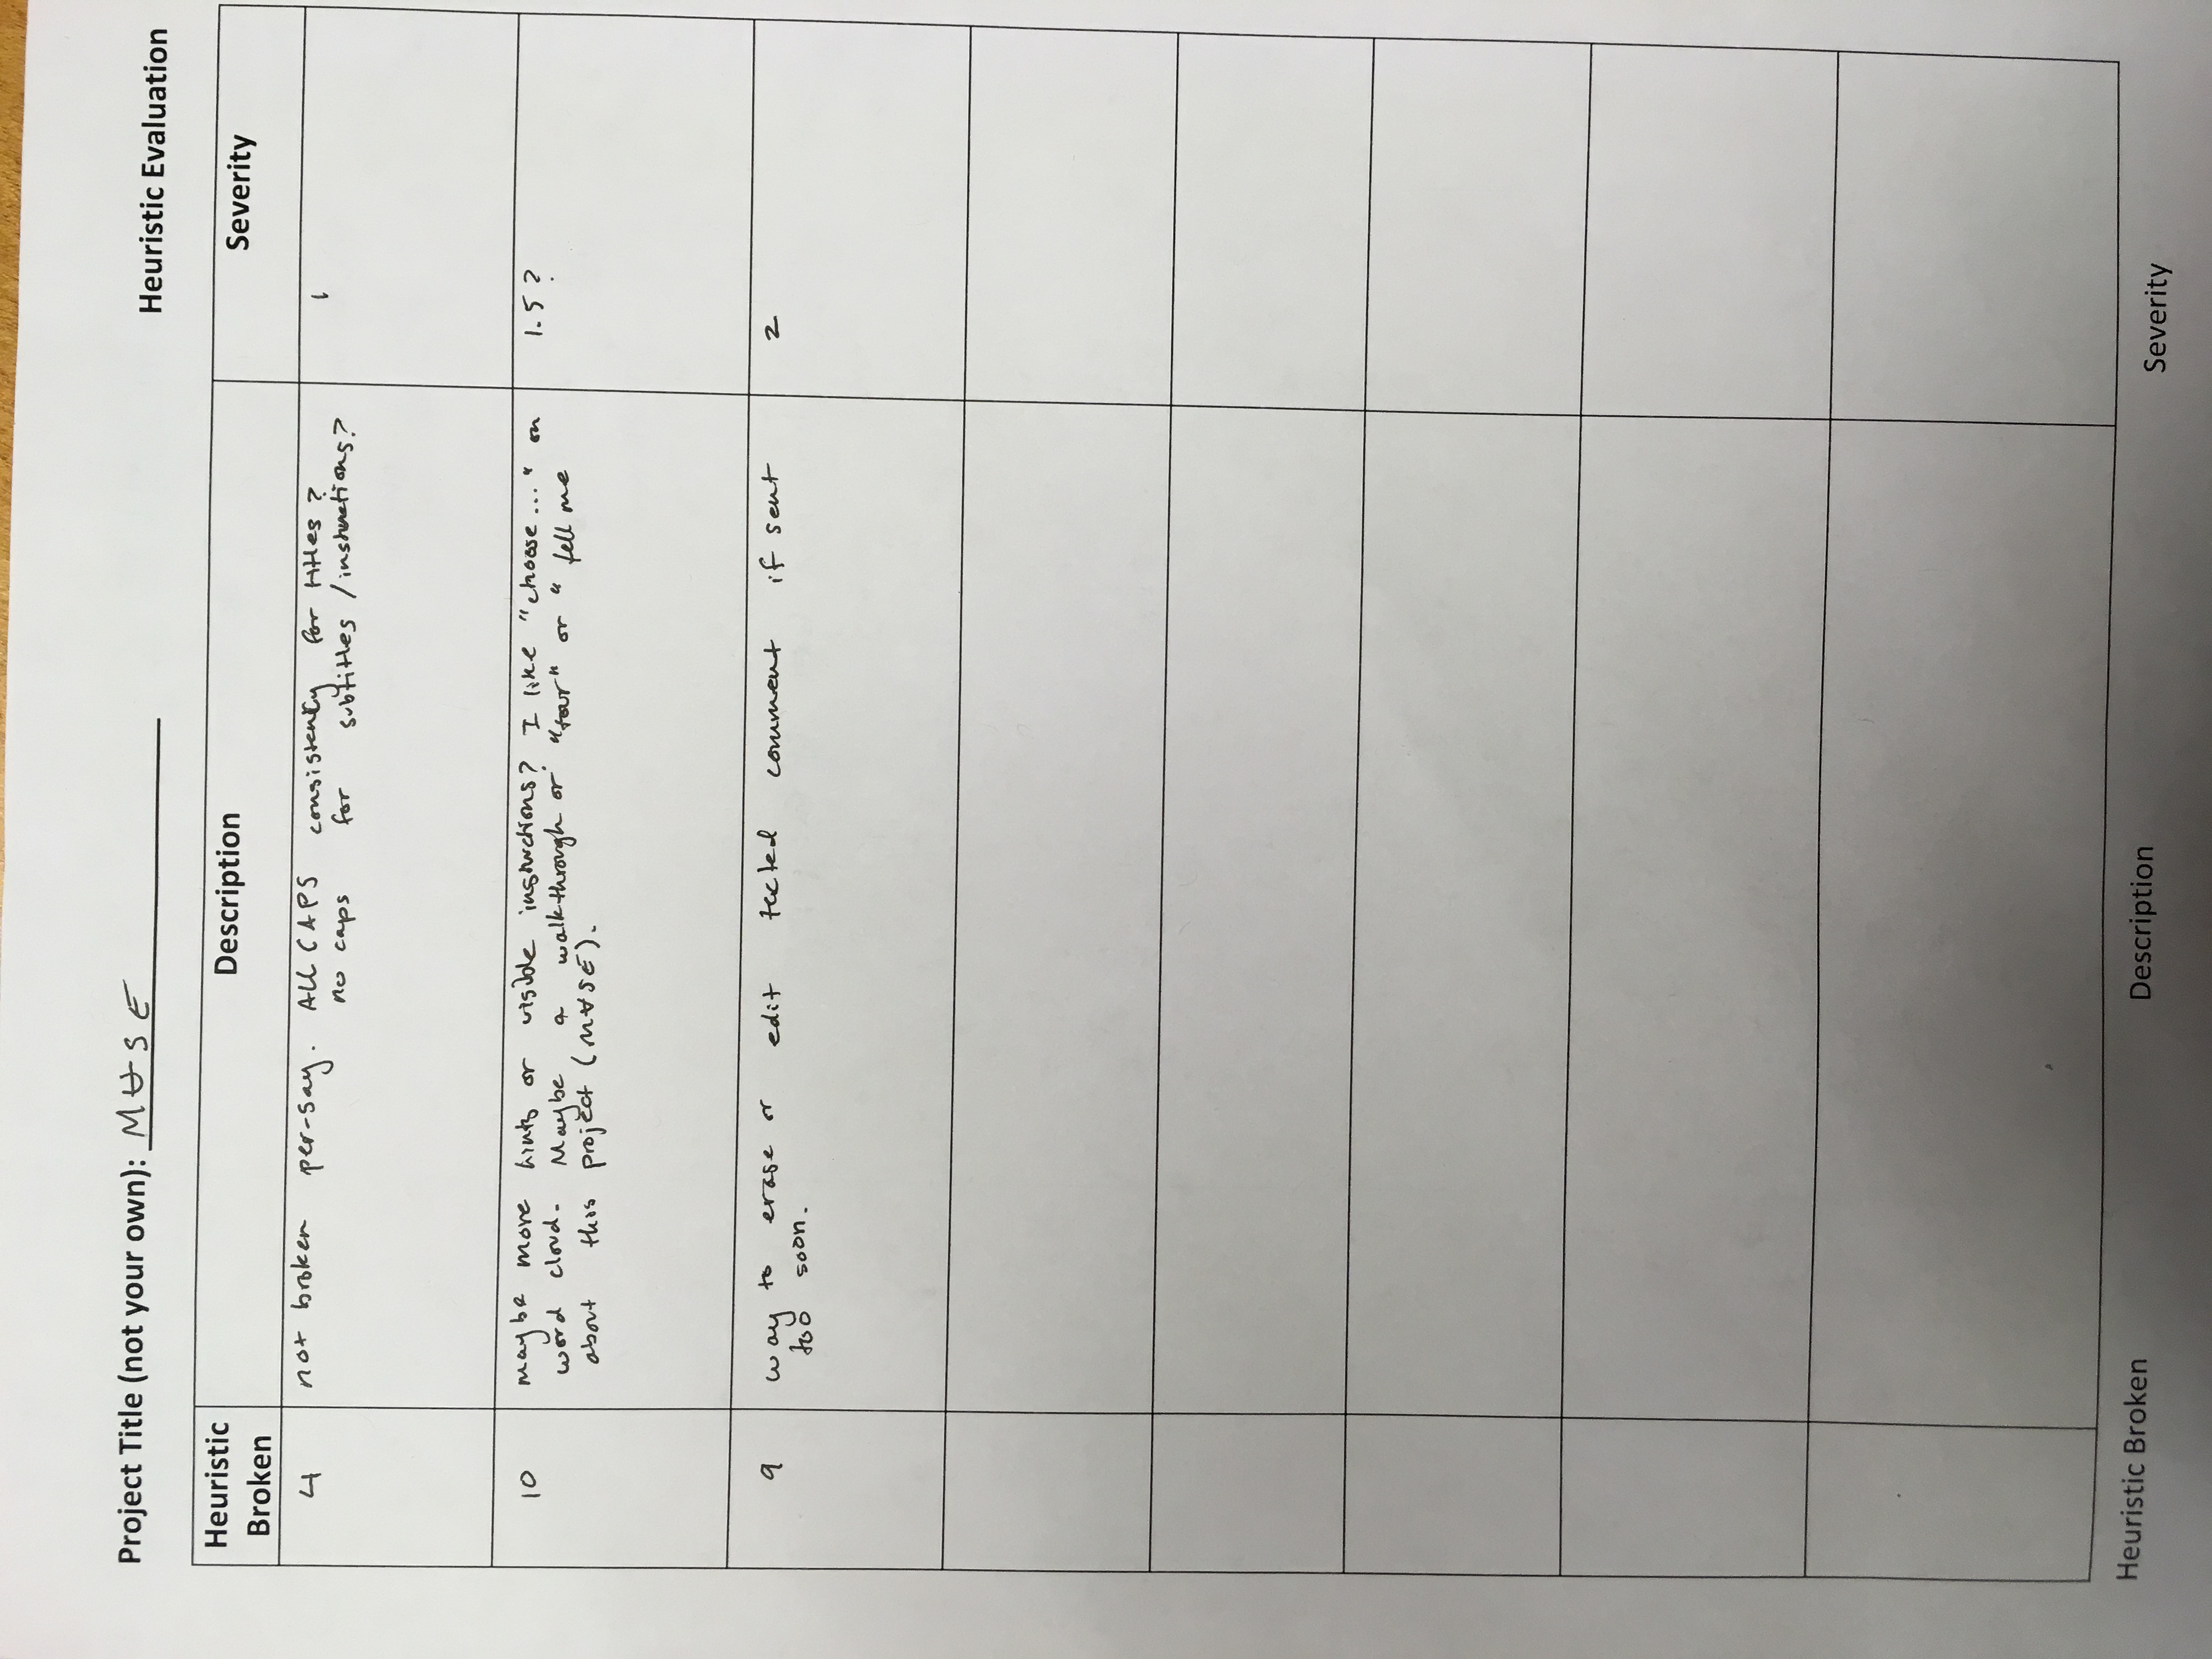 Project Title (not your own): MUSE
Heuristic Evaluation
Heuristic Broken
Description
Severity
4
not broken per-say. ALL CAPS consistently for titles?
no caps for subtitles / instructions?
1
10
maybe more hints or visible instructions? I like "choose..." on
word cloud. Maybe a walkthrough or "tour" or "tell me
about this project (MUSE).
1.5?
9
way to erase or edit texted comment if sent
too soon.
2
Heuristic Broken
Description
Severity